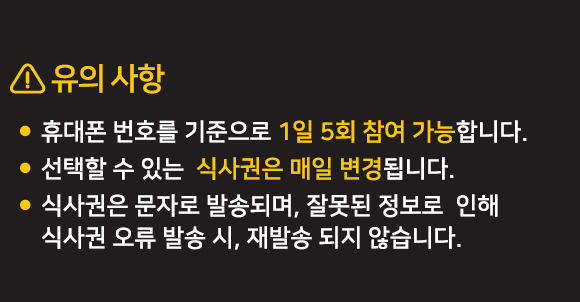 유의 사항
• 휴대폰 번호를 기준으로 1일 5회 참여 가능합니다.
• 선택할 수 있는 식사권은 매일 변경됩니다.
• 식사권은 문자로 발송되며, 잘못된 정보로 인해
식사권 오류 발송 시, 재발송 되지 않습니다.